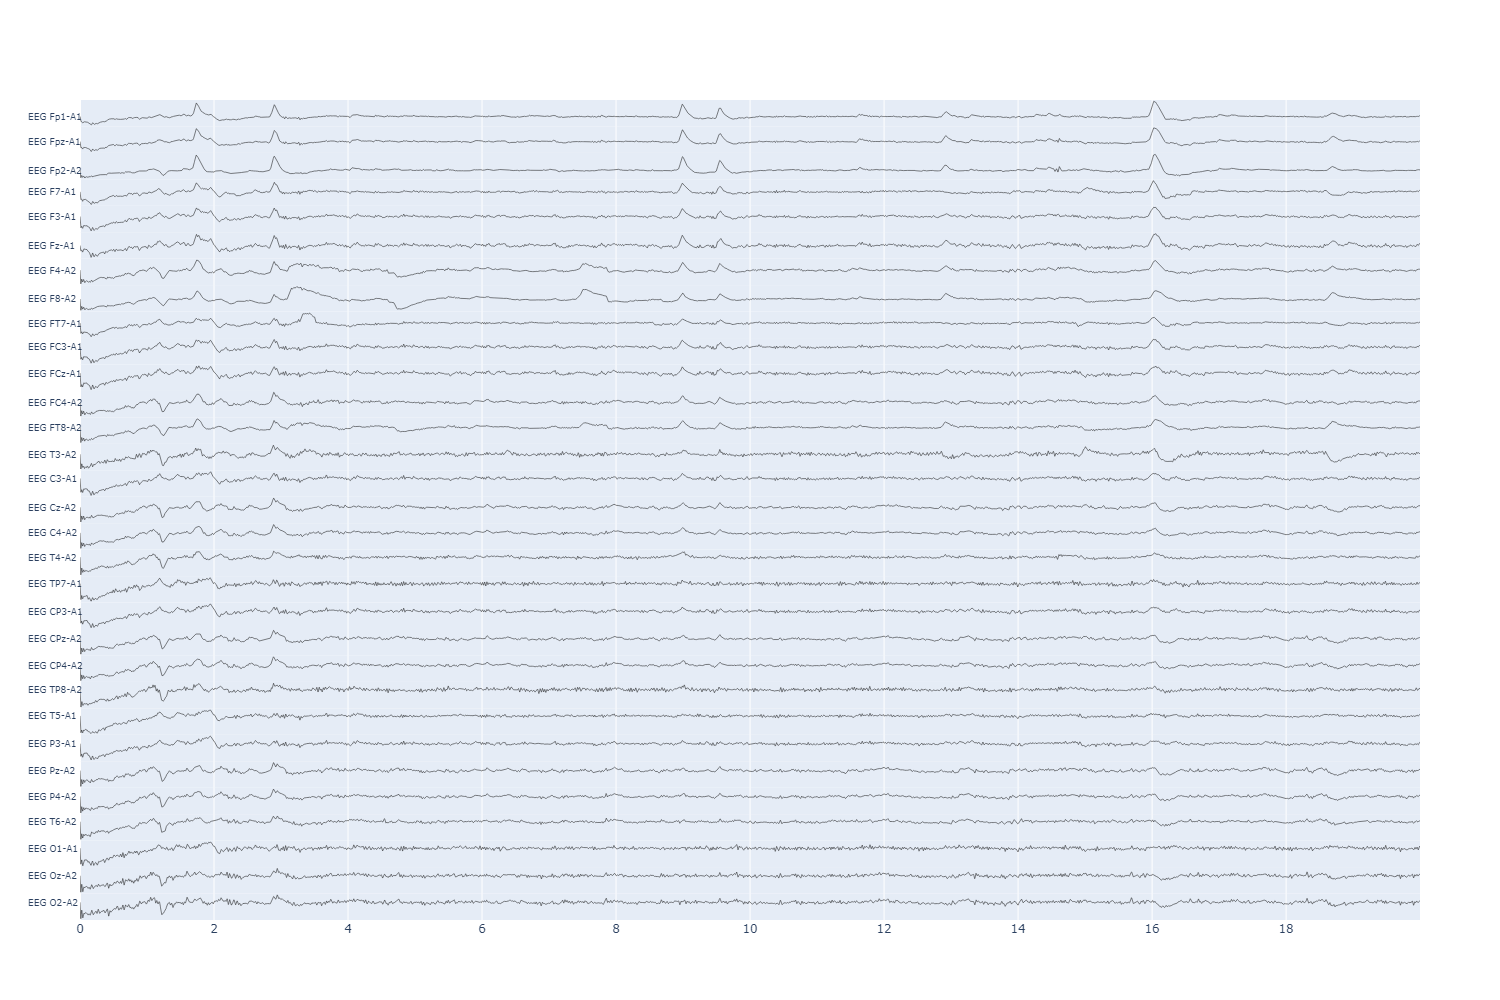 EEG Fp1-A1
EEG Fpz-A1
EEG Fp2-A2
EEG F7-A1
EEG F3-A1
EEG Fz-A1
EEG F4-A2
EEG F8-A2
EEG FT7-A1
EEG FC3-A1
EEG FCz-A1
EEG FC4-A2
EEG FT8-A2
EEG T3-A2
EEG C3-A1
EEG Cz-A2
EEG C4-A2
EEG T4-A2
EEG TP7-A1
EEG CP3-A1
EEG CPz-A2
EEG CP4-A2
EEG TP8-A2
EEG T5-A1
EEG P3-A1
EEG Pz-A2
EEG P4-A2
EEG T6-A2
EEG O1-A1
EEG Oz-A2
EEG O2-A2
0 2 4 6 8 10 12 14 16 18